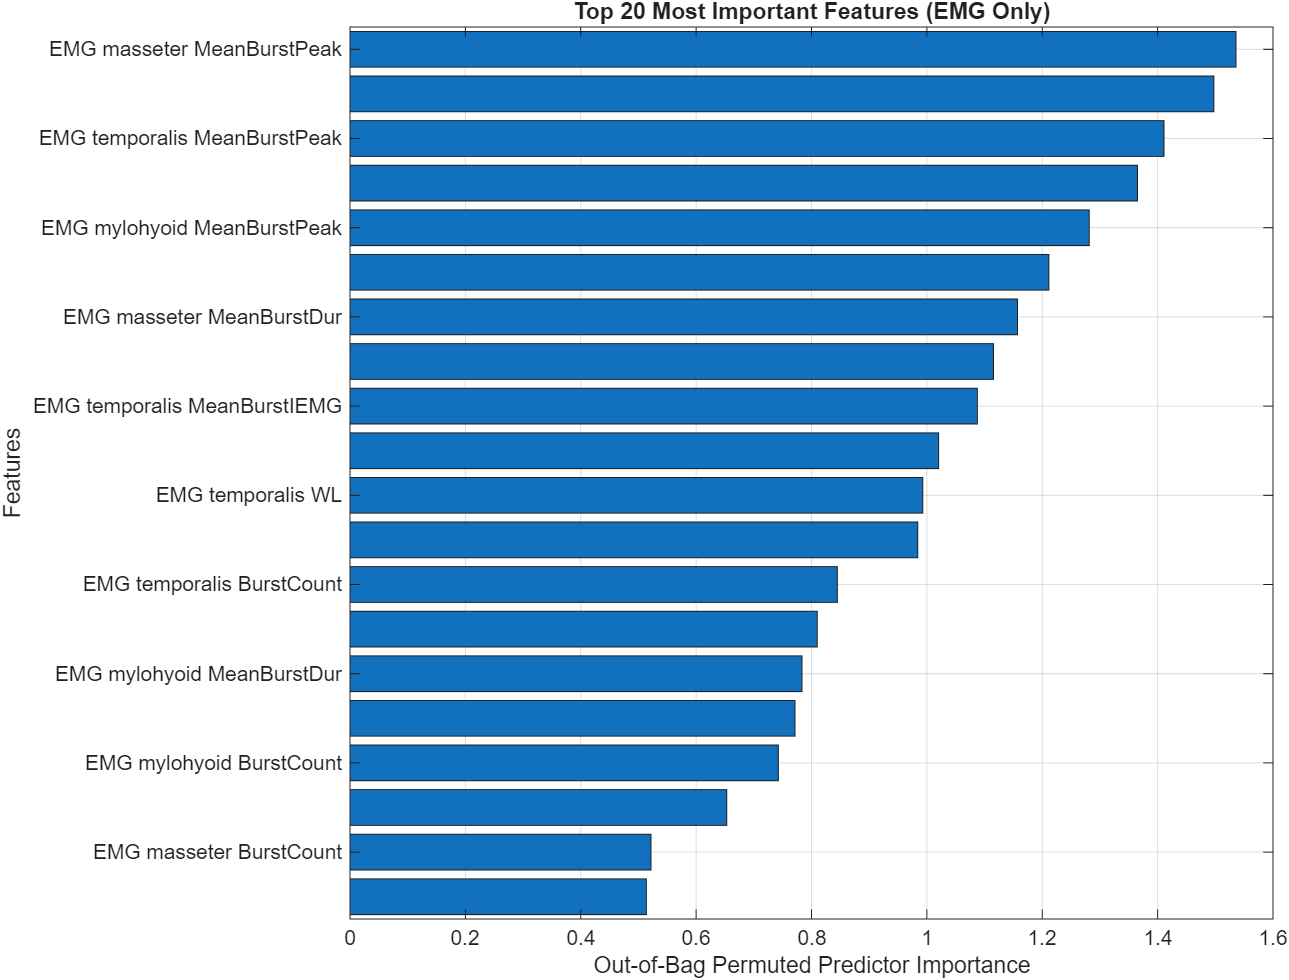 Top 20 Most Important Features (EMG Only)
EMG masseter MeanBurstPeak
EMG temporalis MeanBurstPeak
EMG mylohyoid MeanBurstPeak
EMG masseter MeanBurstDur
EMG temporalis MeanBurstIEMG
EMG temporalis WL
EMG temporalis BurstCount
EMG mylohyoid MeanBurstDur
EMG mylohyoid BurstCount
EMG masseter BurstCount
Features
0 0.2 0.4 0.6 0.8 1 1.2 1.4 1.6
Out-of-Bag Permuted Predictor Importance